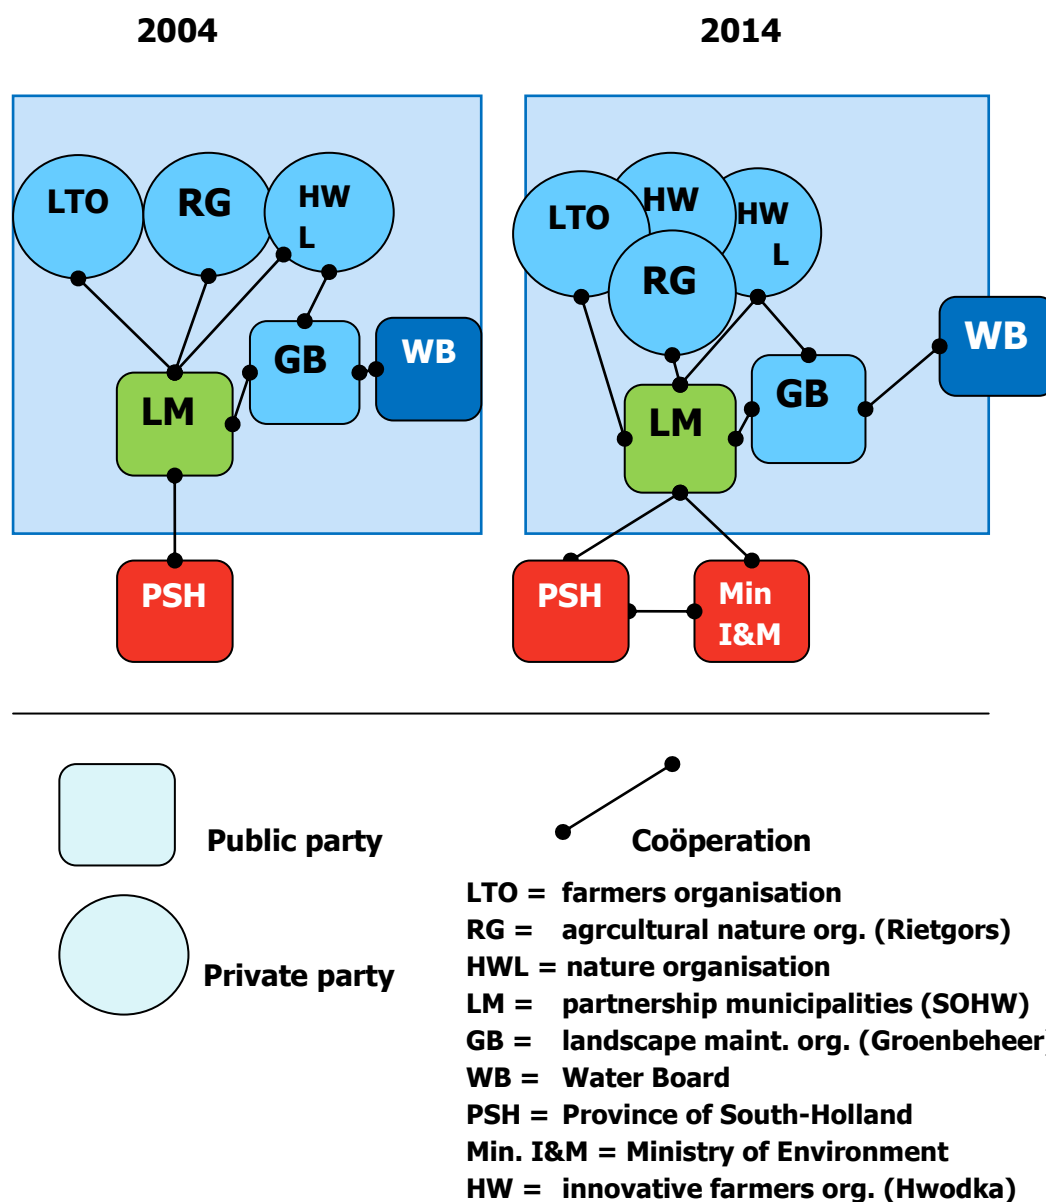 2004
2014
LTO
RG
HW
L
GB
WB
LM
PSH
LTO
HW
HW
L
RG
WB
GB
LM
PSH
Min
I&M
Public party
Private party
Coöperation
LTO = farmers organisation
RG = agrcultural nature org. (Rietgors)
HWL = nature organisation
LM = partnership municipalities (SOHW)
GB = landscape maint. org. (Groenbeheer)
WB = Water Board
PSH = Province of South-Holland
Min. I&M = Ministry of Environment
HW = innovative farmers org. (Hwodka)